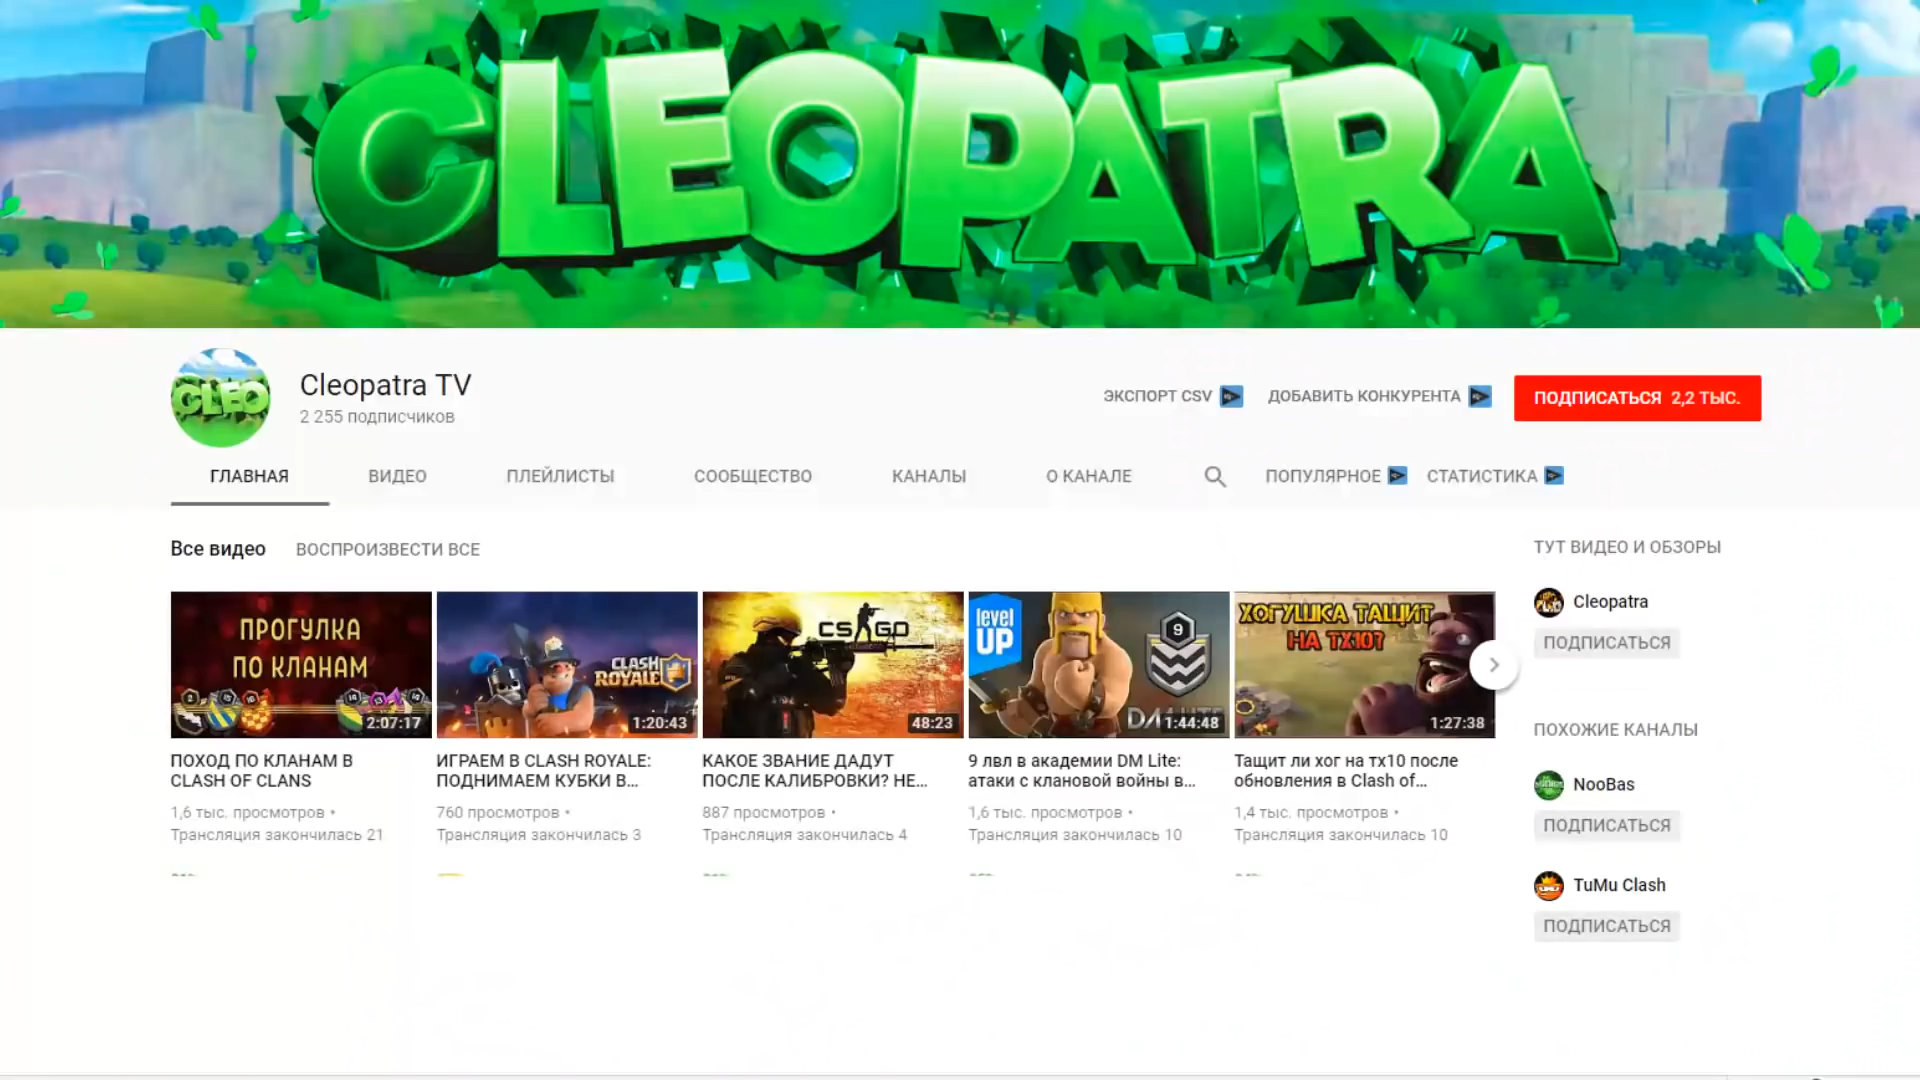 CLEOPATRA
CLEO
Cleopatra TV
2 255 подписчиков
ЭКСПОРТ CSV
ДОБАВИТЬ КОНКУРЕНТА
ПОДПИСАТЬСЯ 2,2 ТЫС.
ГЛАВНАЯ
ВИДЕО
ПЛЕЙЛИСТЫ
СООБЩЕСТВО
КАНАЛЫ
О КАНАЛЕ
ПОПУЛЯРНОЕ
СТАТИСТИКА
Все видео
ВОСПРОИЗВЕСТИ ВСЕ
ПРОГУЛКА
ПО КЛАНАМ
2:07:17
ПОХОД ПО КЛАНАМ В
CLASH OF CLANS
1,6 тыс. просмотров •
Трансляция закончилась 21
CLASH
ROYALE
1:20:43
ИГРАЕМ В CLASH ROYALE:
ПОДНИМАЕМ КУБКИ В...
760 просмотров •
Трансляция закончилась 3
CS GO
48:23
КАКОЕ ЗВАНИЕ ДАДУТ
ПОСЛЕ КАЛИБРОВКИ? НЕ...
887 просмотров •
Трансляция закончилась 4
level
UP
9
1:44:48
9 лвл в академии DM Lite:
атаки с клановой войны в...
1,6 тыс. просмотров •
Трансляция закончилась 10
ХОГУШКА ТАЩИТ
НА ТХ10?
1:27:38
Тащит ли хог на тх10 после
обновления в Clash of...
1,4 тыс. просмотров •
Трансляция закончилась 10
ТУТ ВИДЕО И ОБЗОРЫ
Cleopatra
ПОДПИСАТЬСЯ
ПОХОЖИЕ КАНАЛЫ
NooBas
ПОДПИСАТЬСЯ
TuMu Clash
ПОДПИСАТЬСЯ